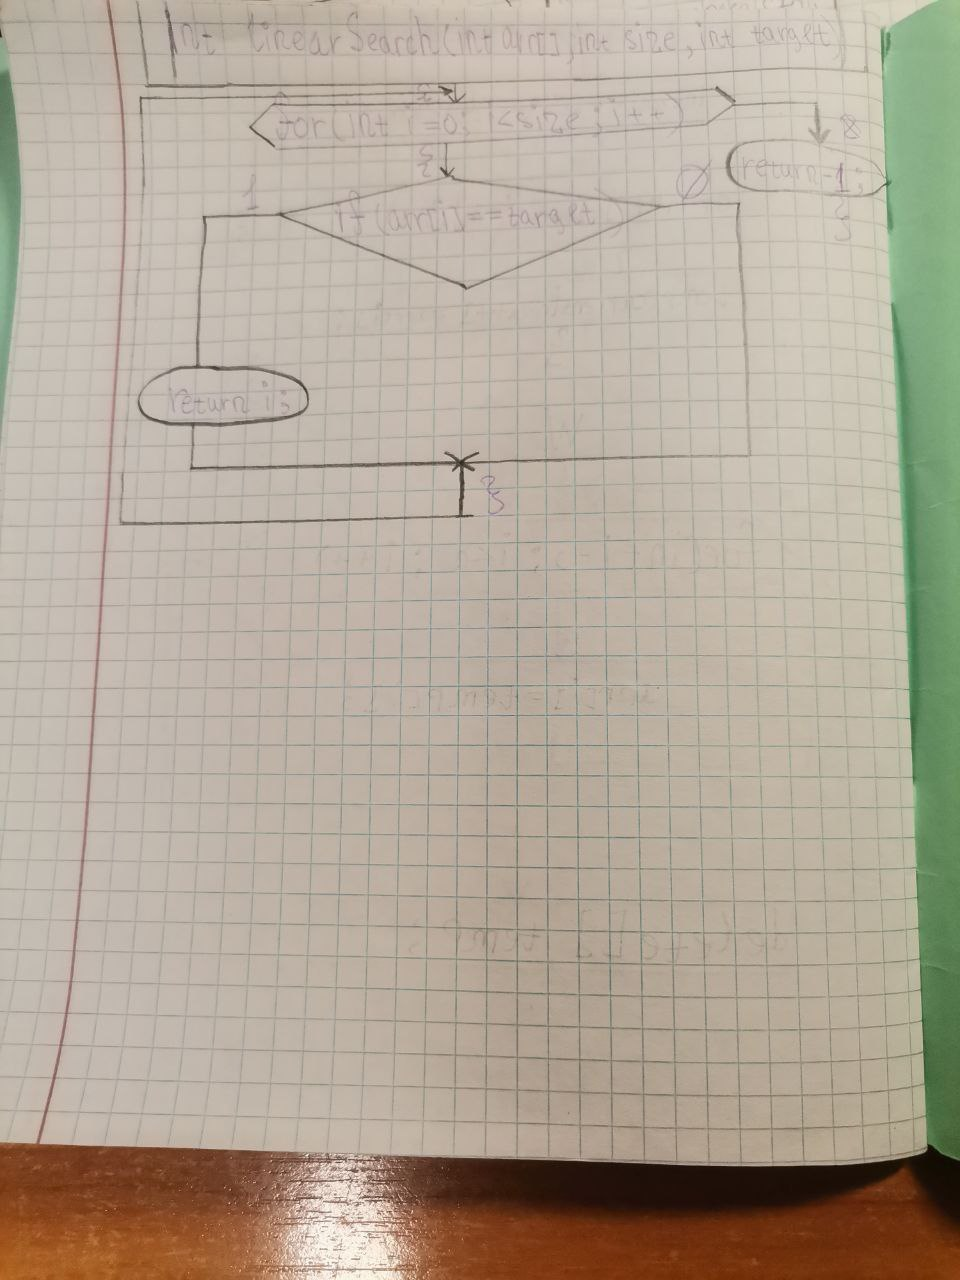 int linearSearch(int arr[], int size, int target)
{
for(int i=0; i<size; i++)
{
return -1;
}
1
if (arr[i]==target)
0
return i;
}